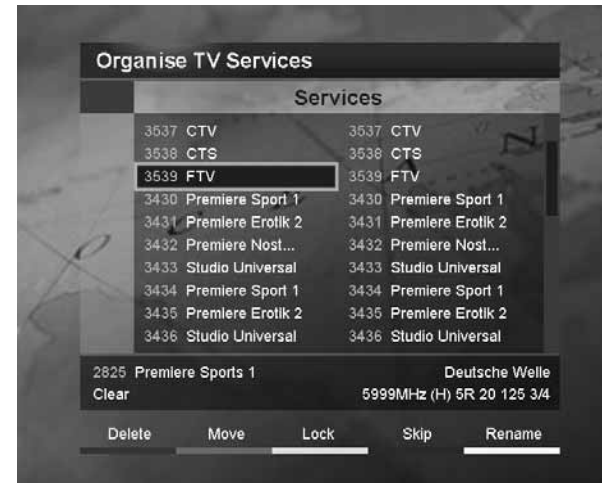 Organise TV Services
Services
3537 CTV 3537 CTV
3538 CTS 3538 CTS
3539 FTV 3539 FTV
3430 Premiere Sport 1 3430 Premiere Sport 1
3431 Premiere Erotik 2 3431 Premiere Erotik 2
3432 Premiere Nost... 3432 Premiere Nost...
3433 Studio Universal 3433 Studio Universal
3434 Premiere Sport 1 3434 Premiere Sport 1
3435 Premiere Erotik 2 3435 Premiere Erotik 2
3436 Studio Universal 3436 Studio Universal
2825 Premiere Sports 1 Deutsche Welle
Clear 5999MHz (H) 5R 20 125 3/4
Delete Move Lock Skip Rename
N